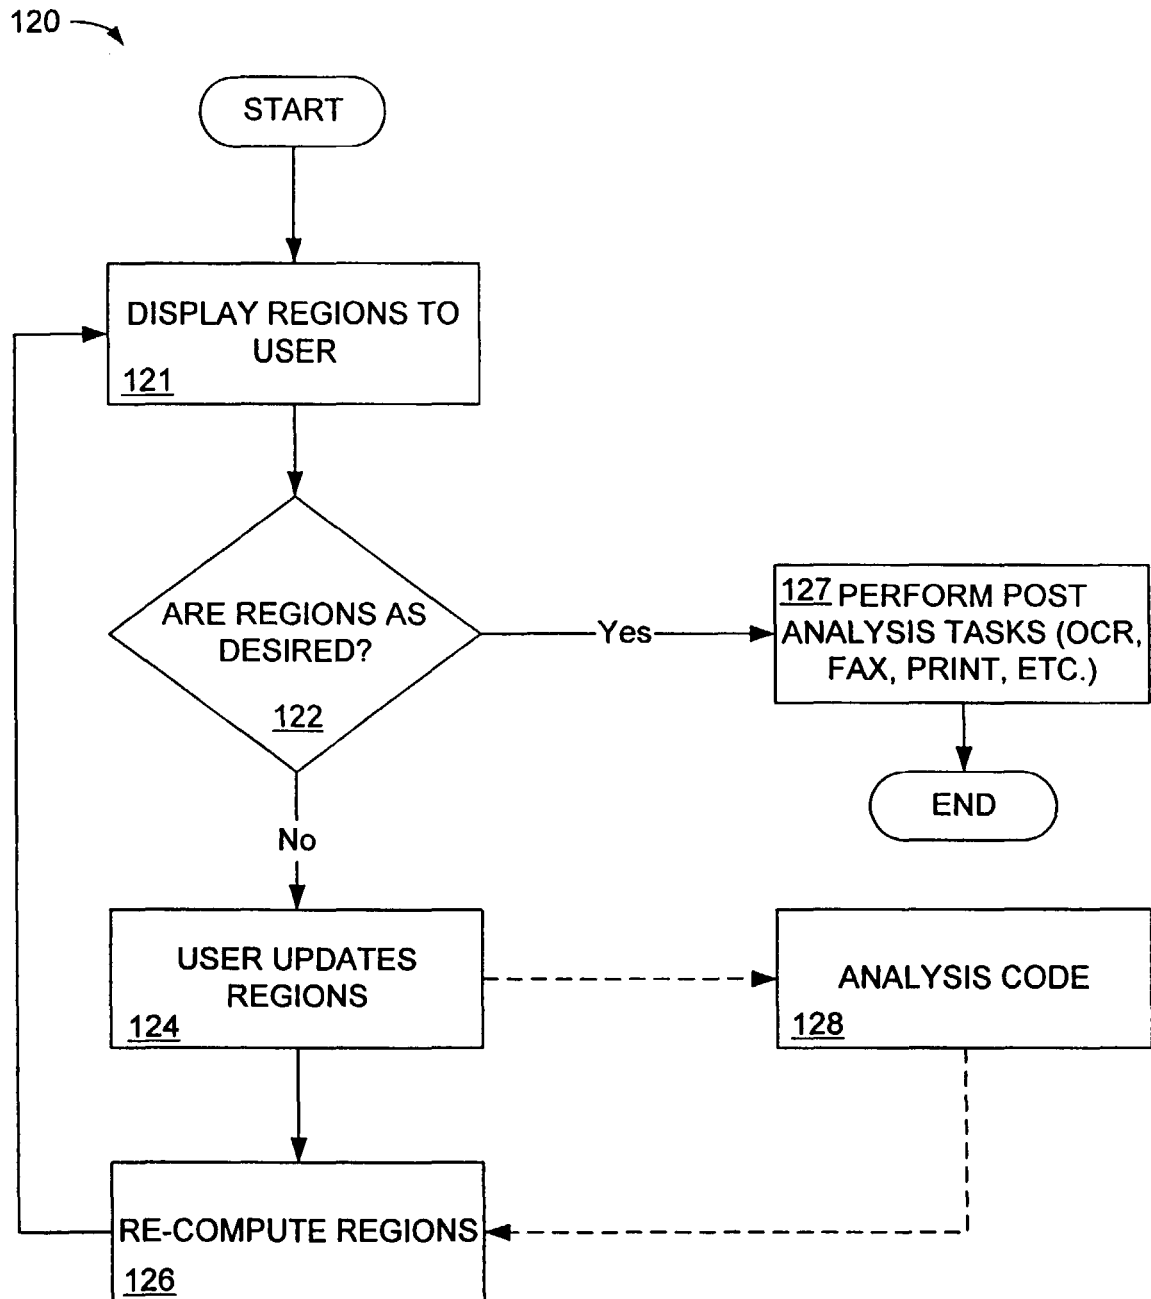 120
START
DISPLAY REGIONS TO
USER
121
ARE REGIONS AS
DESIRED?
122
Yes
127 PERFORM POST
ANALYSIS TASKS (OCR,
FAX, PRINT, ETC.)
END
No
USER UPDATES
REGIONS
124
ANALYSIS CODE
128
RE-COMPUTE REGIONS
126